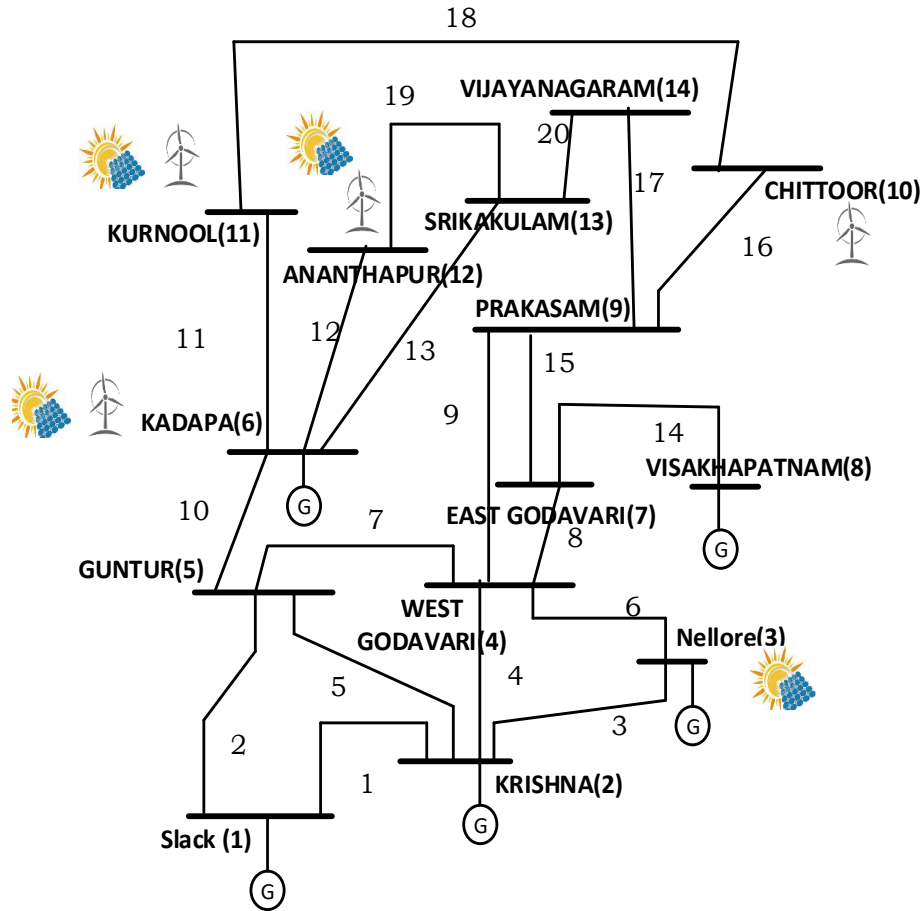 18
VIJAYANAGARAM(14)
19
20
17
CHITTOOR(10)
SRIKAKULAM(13)
KURNOOL(11)
16
ANANTHAPUR(12)
PRAKASAM(9)
11
12
13
15
9
KADAPA(6)
14
VISAKHAPATNAM(8)
G
10
7
EAST GODAVARI(7)
8
G
GUNTUR(5)
WEST
GODAVARI(4)
6
Nellore(3)
5
4
G
3
2
1
KRISHNA(2)
G
Slack (1)
G